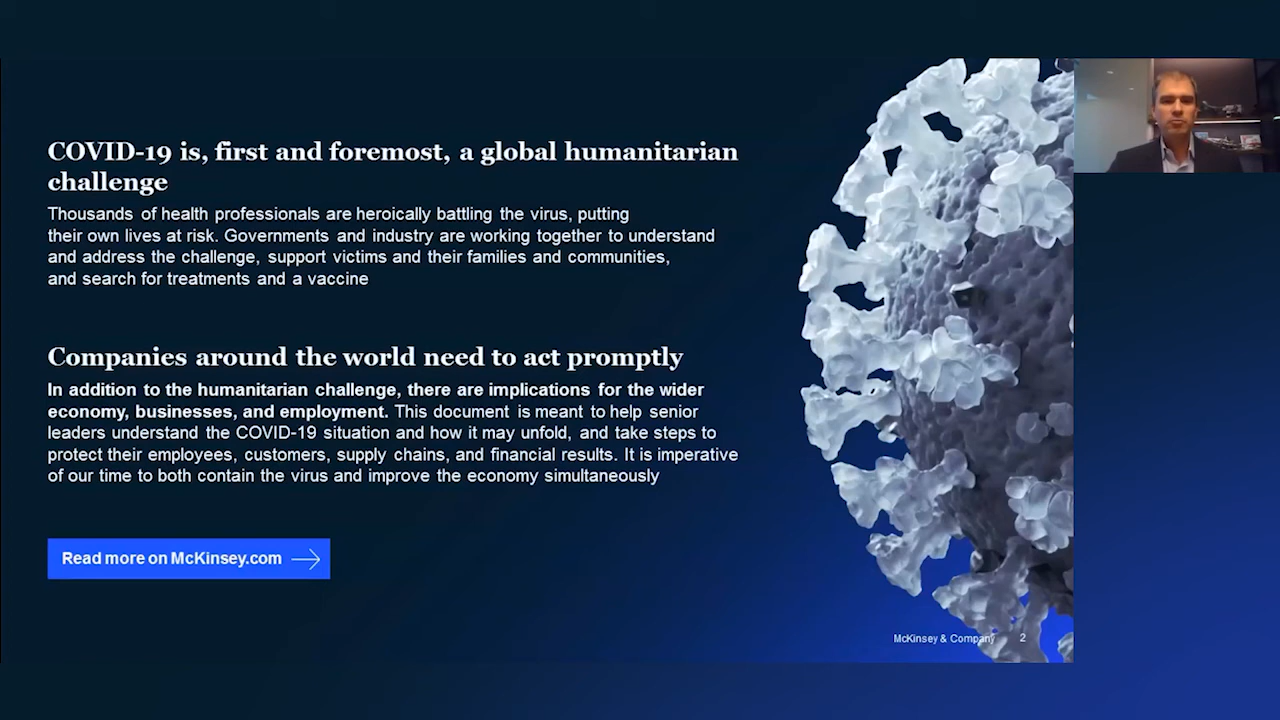 COVID-19 is, first and foremost, a global humanitarian
challenge
Thousands of health professionals are heroically battling the virus, putting
their own lives at risk. Governments and industry are working together to understand
and address the challenge, support victims and their families and communities,
and search for treatments and a vaccine
Companies around the world need to act promptly
In addition to the humanitarian challenge, there are implications for the wider
economy, businesses, and employment. This document is meant to help senior
leaders understand the COVID-19 situation and how it may unfold, and take steps to
protect their employees, customers, supply chains, and financial results. It is imperative
of our time to both contain the virus and improve the economy simultaneously
Read more on McKinsey.com
McKinsey & Company 2